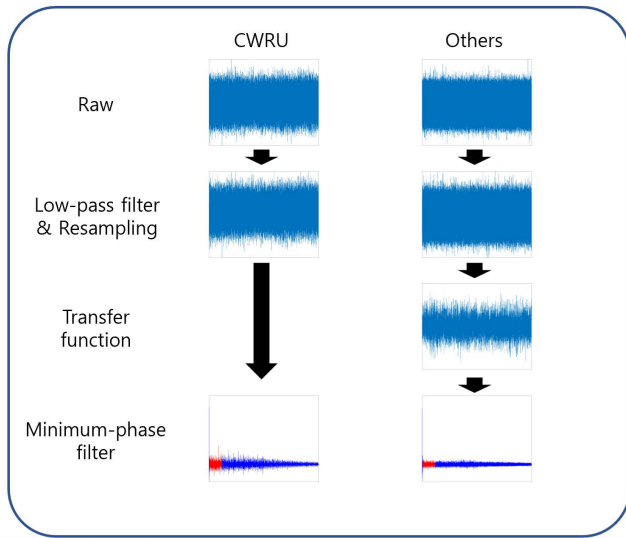 CWRU
Others
Raw
Low-pass filter
& Resampling
Transfer
function
Minimum-phase
filter